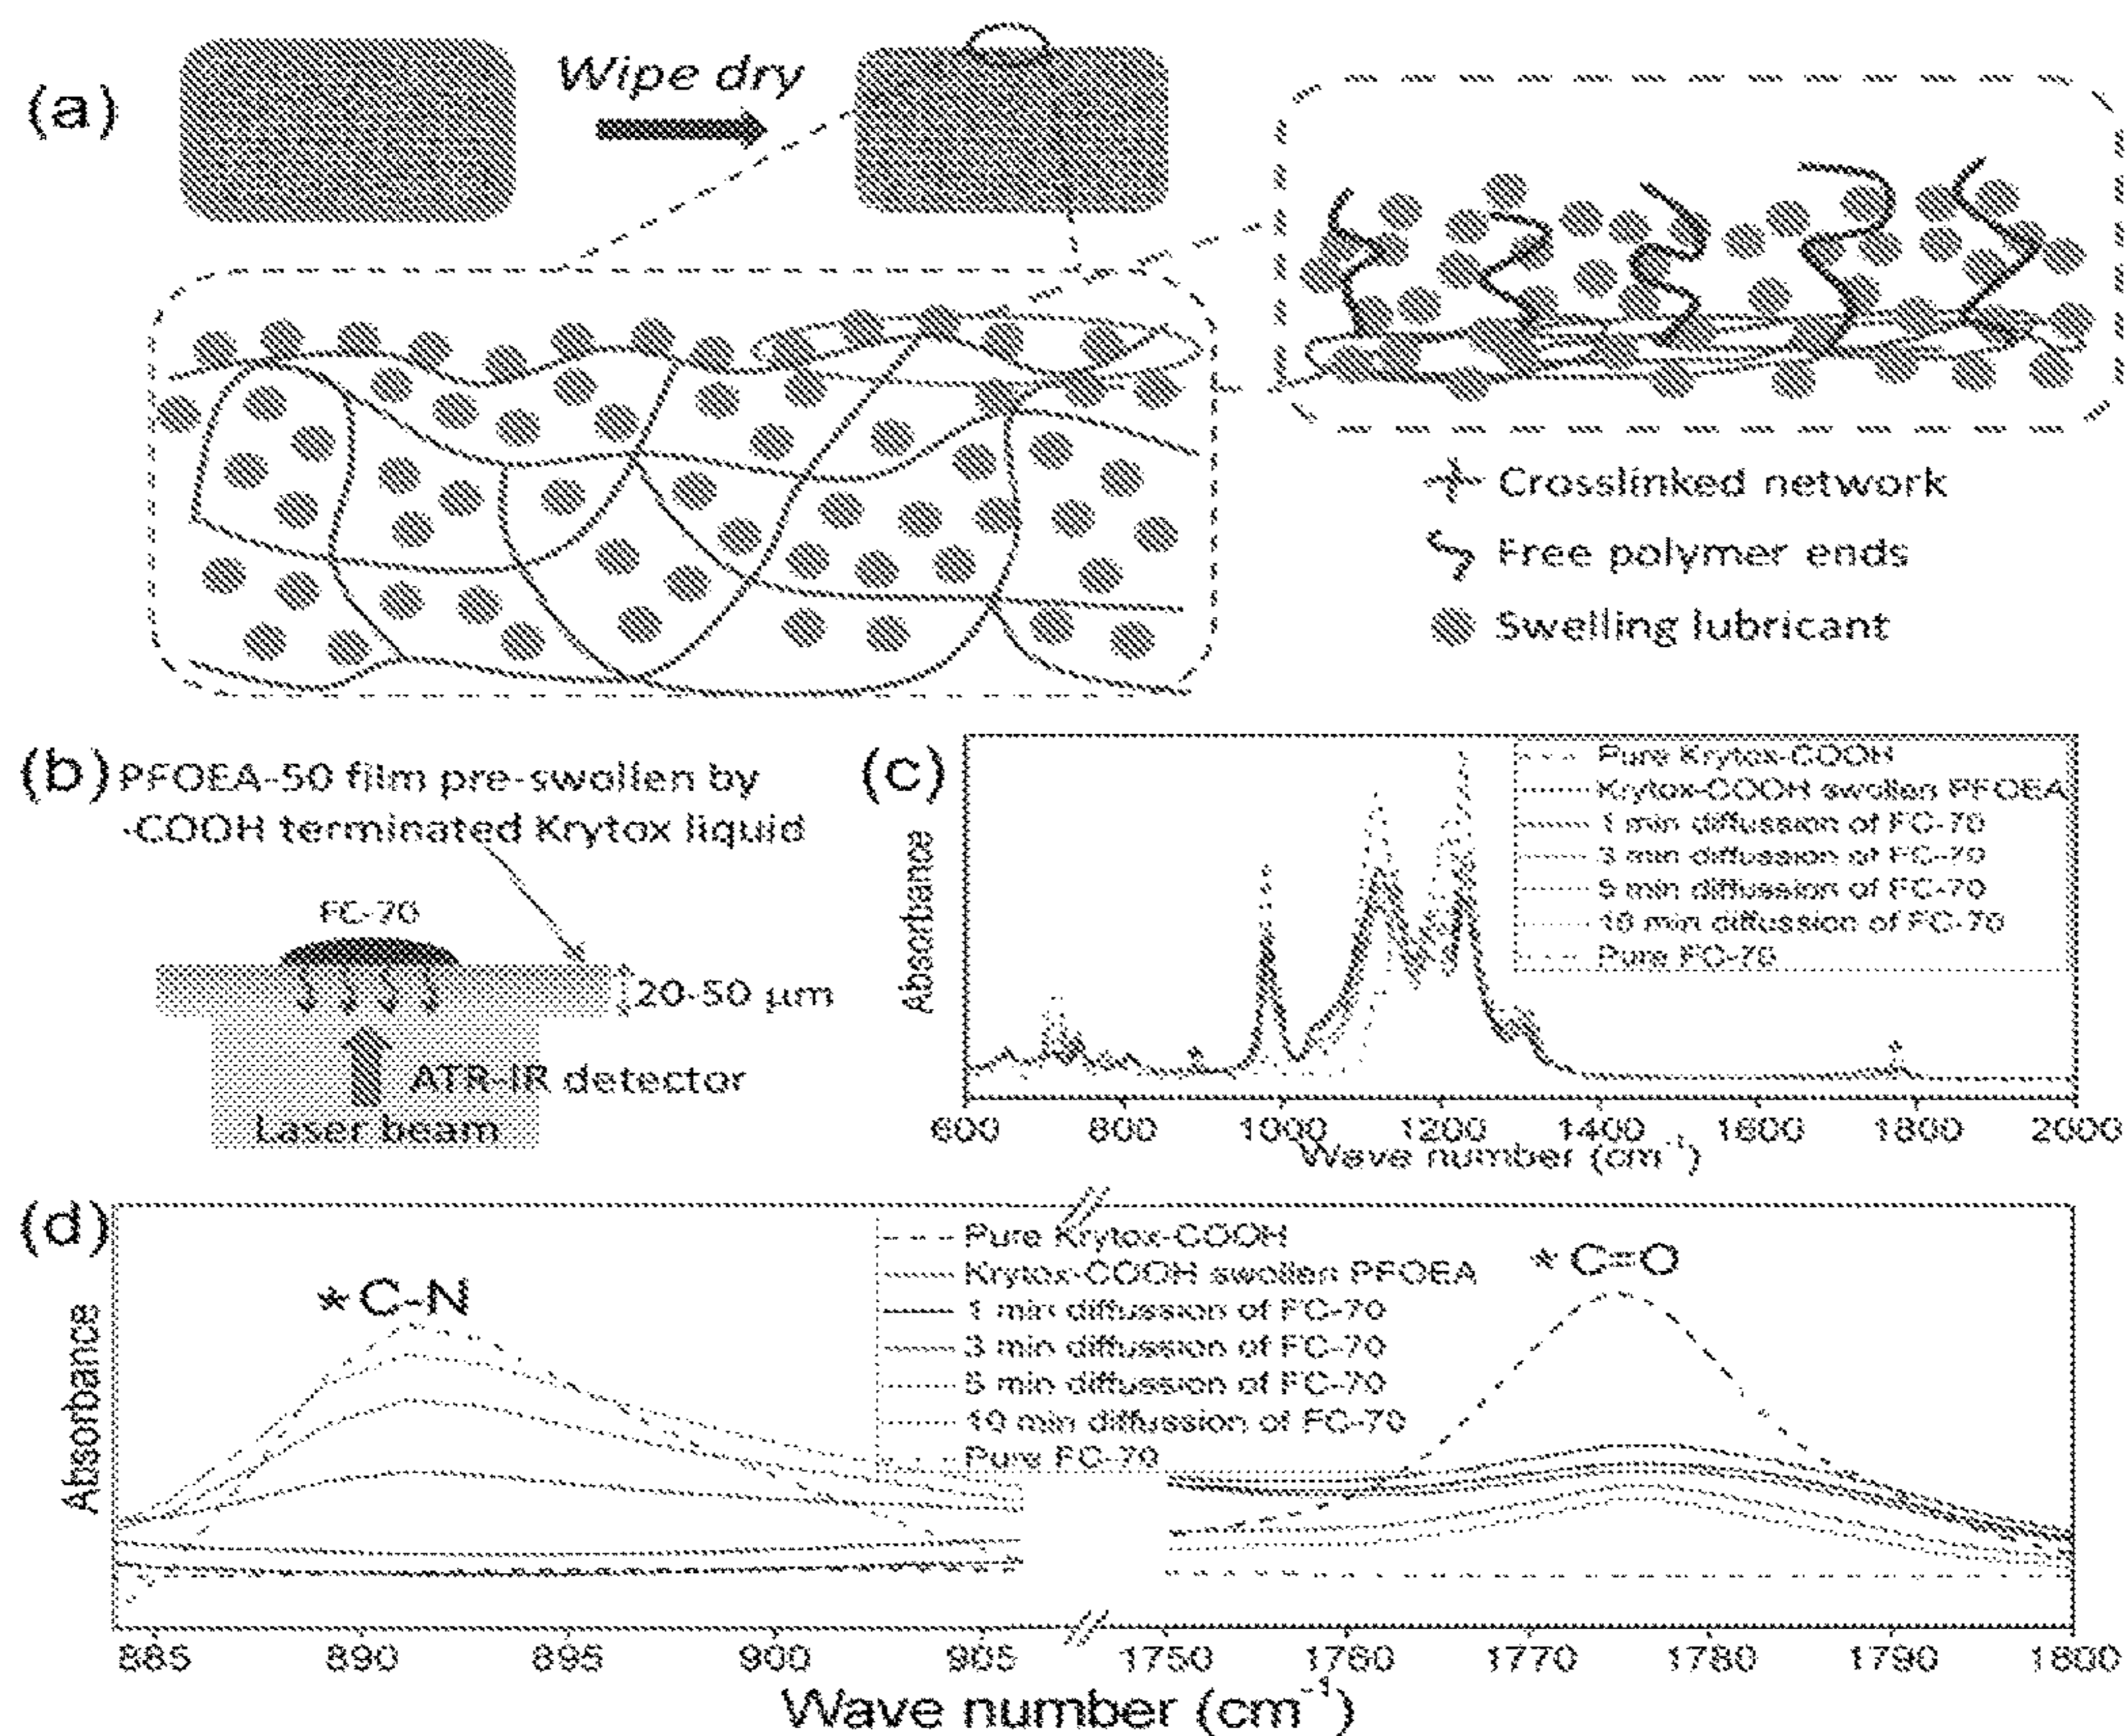 (a)
Wipe dry
Crosslinked network
Free polymer ends
Swelling lubricant
(b)
PFOEA-50 film pre-swollen by
-COOH terminated Krytox liquid
FC-70
20-50 μm
ATR-IR detector
Laser beam
(c)
Absorbance
Pure Krytox-COOH
Krytox-COOH swollen PFOEA
1 min diffussion of FC-70
3 min diffussion of FC-70
5 min diffussion of FC-70
10 min diffussion of FC-70
Pure FC-70
600 800 1000 1200 1400 1600 1800 2000
Wave number (cm⁻¹)
(d)
Absorbance
*C-N
Pure Krytox-COOH
Krytox-COOH swollen PFOEA
1 min diffussion of FC-70
3 min diffussion of FC-70
5 min diffussion of FC-70
10 min diffussion of FC-70
Pure FC-70
*C=O
885 890 895 900 905 1750 1760 1770 1780 1790 1800
Wave number (cm⁻¹)